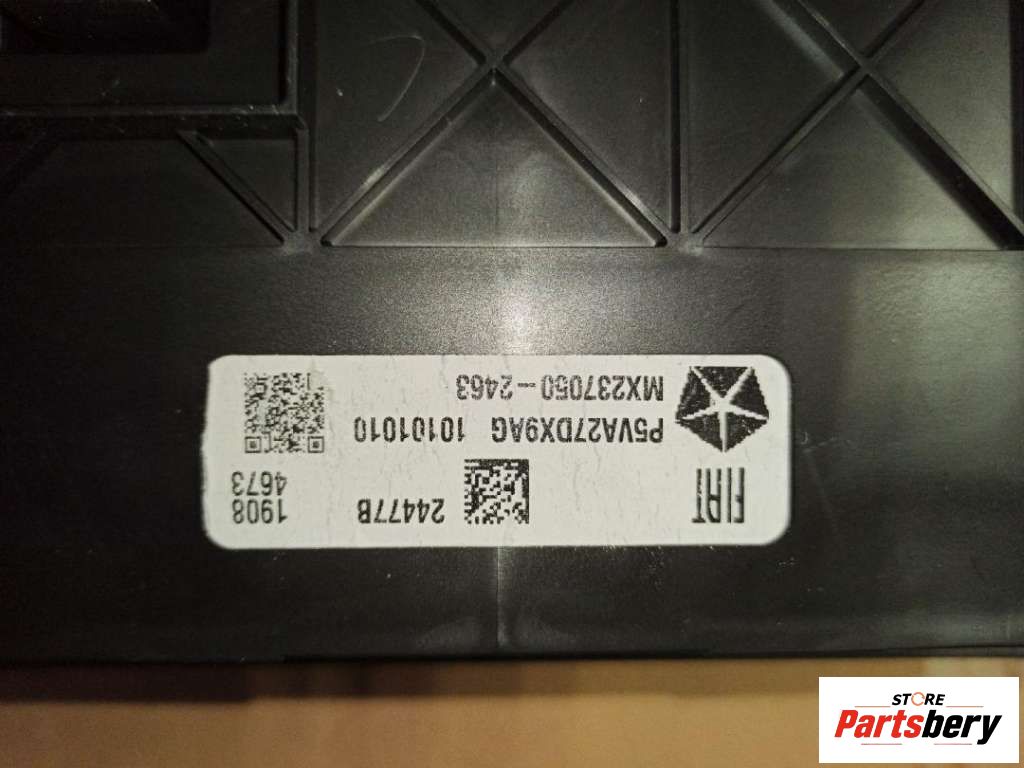 FIAT 24477B 1908
4673
P5VA27DX9AG 10101010
MX237050-2463
STORE
Partsbery